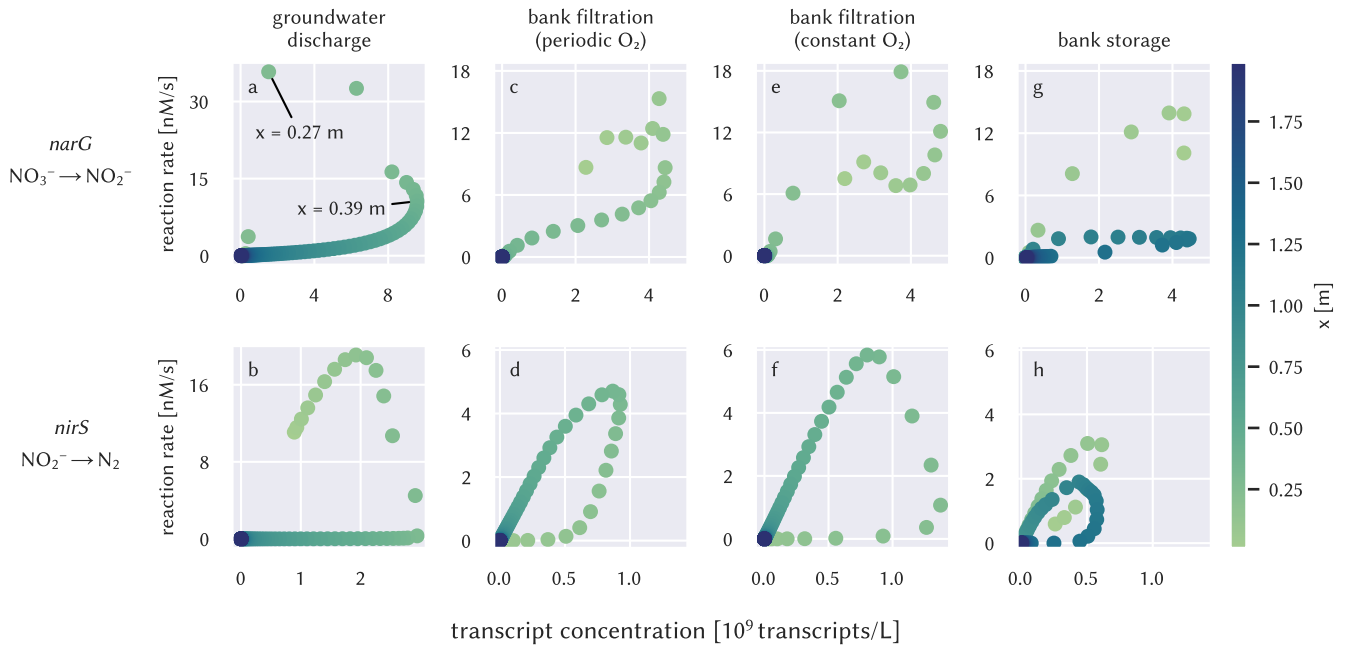 groundwater
discharge
bank filtration
(periodic O₂)
bank filtration
(constant O₂)
bank storage
narG
NO₃⁻→NO₂⁻
reaction rate [nM/s]
30
15
0
a
x = 0.27 m
x = 0.39 m
0
4
8
18
12
6
0
c
0
2
4
18
12
6
0
e
0
2
4
18
12
6
0
g
0
2
4
nirS
NO₂⁻→N₂
reaction rate [nM/s]
16
8
0
b
0
1
2
6
4
2
0
d
0.0
0.5
1.0
6
4
2
0
f
0.0
0.5
1.0
6
4
2
0
h
0.0
0.5
1.0
1.75
1.50
1.25
1.00
0.75
0.50
0.25
x [m]
transcript concentration [10⁹ transcripts/L]